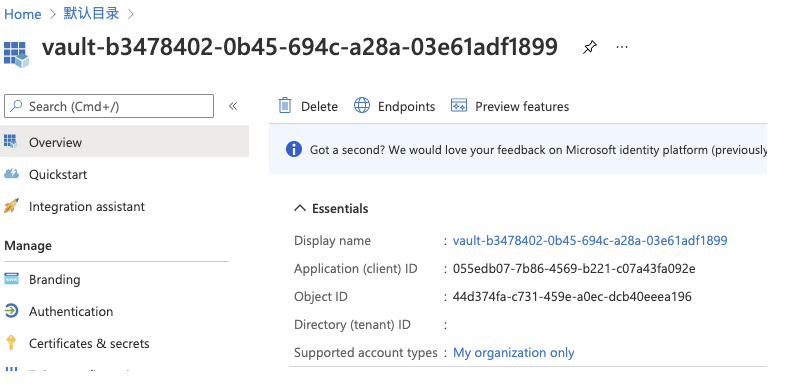 Home > 默认目录 >
vault-b3478402-0b45-694c-a28a-03e61adf1899 ...
Search (Cmd+/) «
Delete Endpoints Preview features
Overview
Got a second? We would love your feedback on Microsoft identity platform (previously
Quickstart
Integration assistant
Essentials
Manage
Display name : vault-b3478402-0b45-694c-a28a-03e61adf1899
Application (client) ID : 055edb07-7b86-4569-b221-c07a43fa092e
Branding
Object ID : 44d374fa-c731-459e-a0ec-dcb40eeea196
Authentication
Directory (tenant) ID :
Certificates & secrets
Supported account types : My organization only